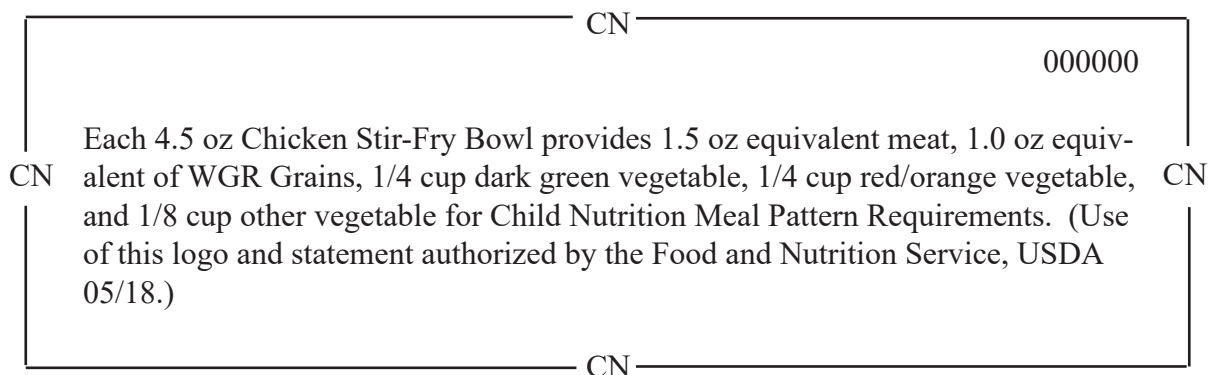 CN
000000
Each 4.5 oz Chicken Stir-Fry Bowl provides 1.5 oz equivalent meat, 1.0 oz equiv-
CN alent of WGR Grains, 1/4 cup dark green vegetable, 1/4 cup red/orange vegetable, CN
and 1/8 cup other vegetable for Child Nutrition Meal Pattern Requirements.  (Use
of this logo and statement authorized by the Food and Nutrition Service, USDA
05/18.)
CN